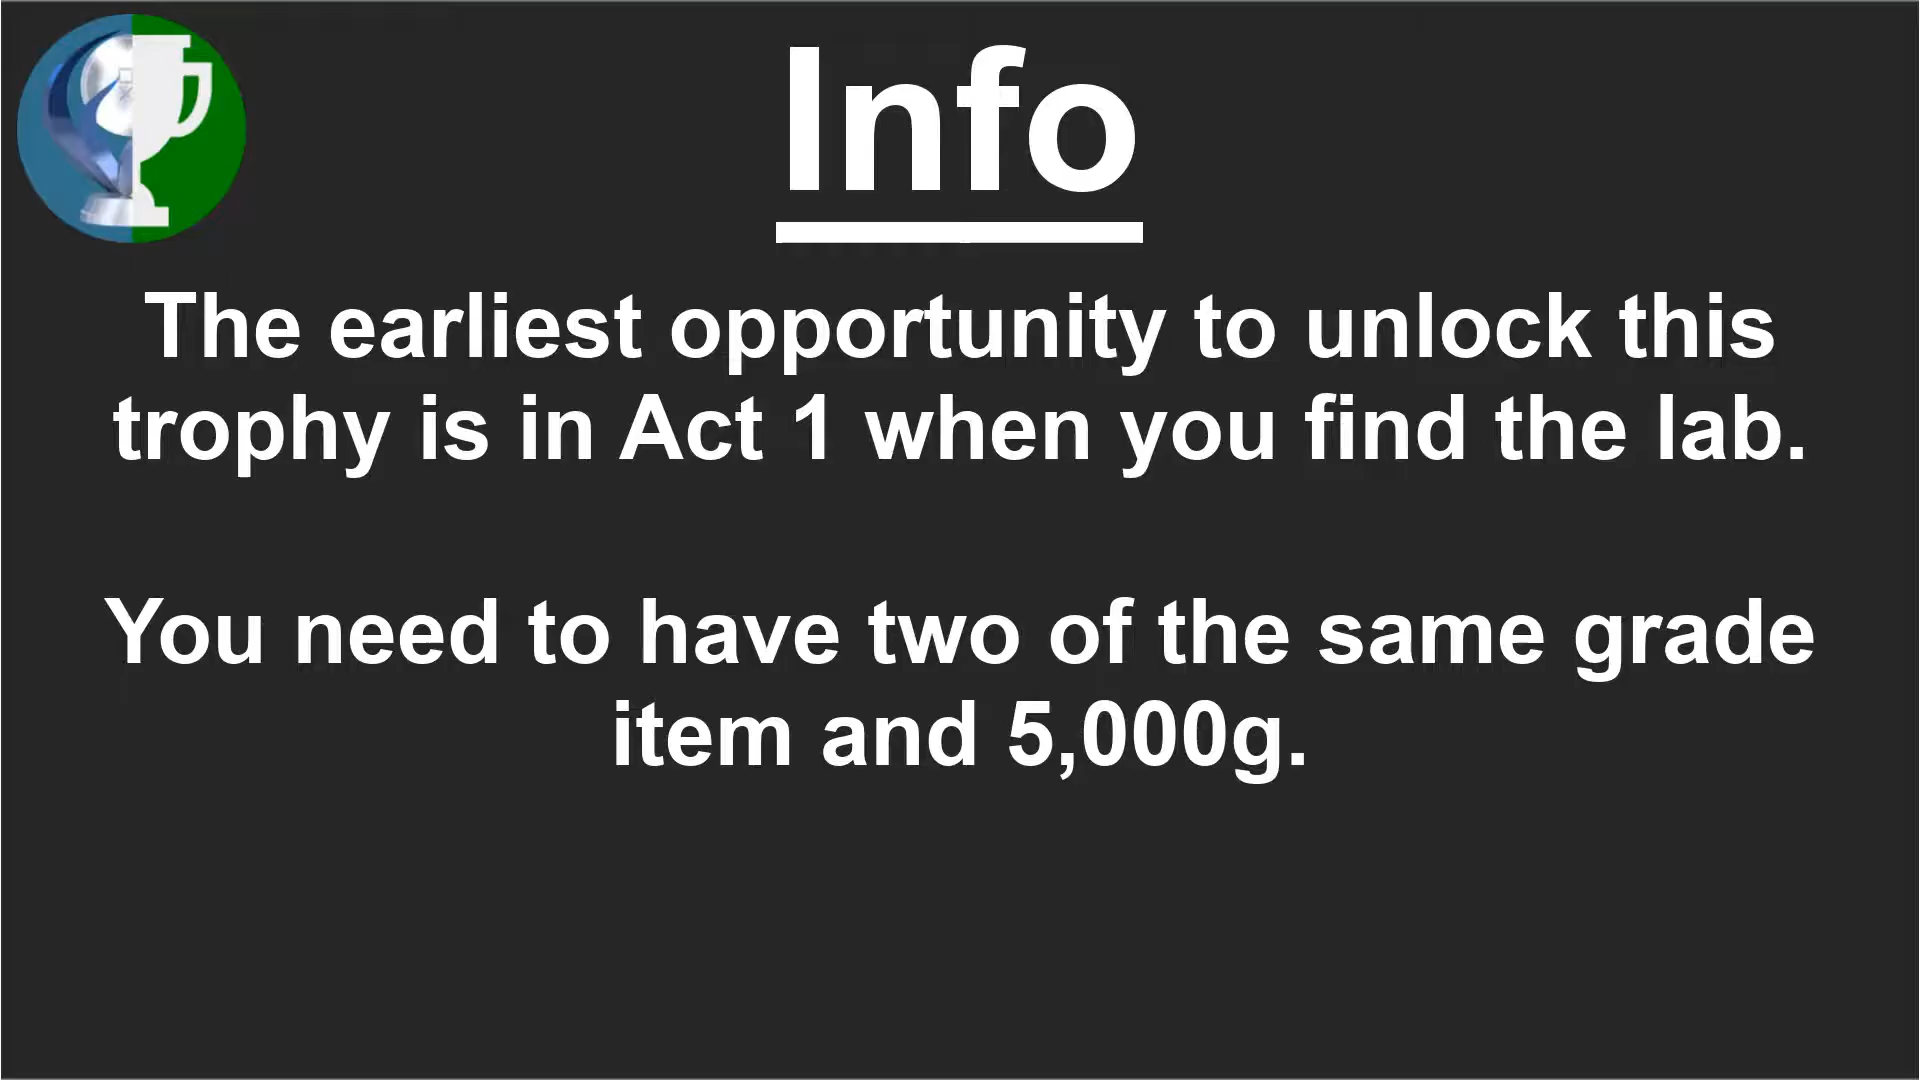 Info
The earliest opportunity to unlock this
trophy is in Act 1 when you find the lab.
You need to have two of the same grade
item and 5,000g.